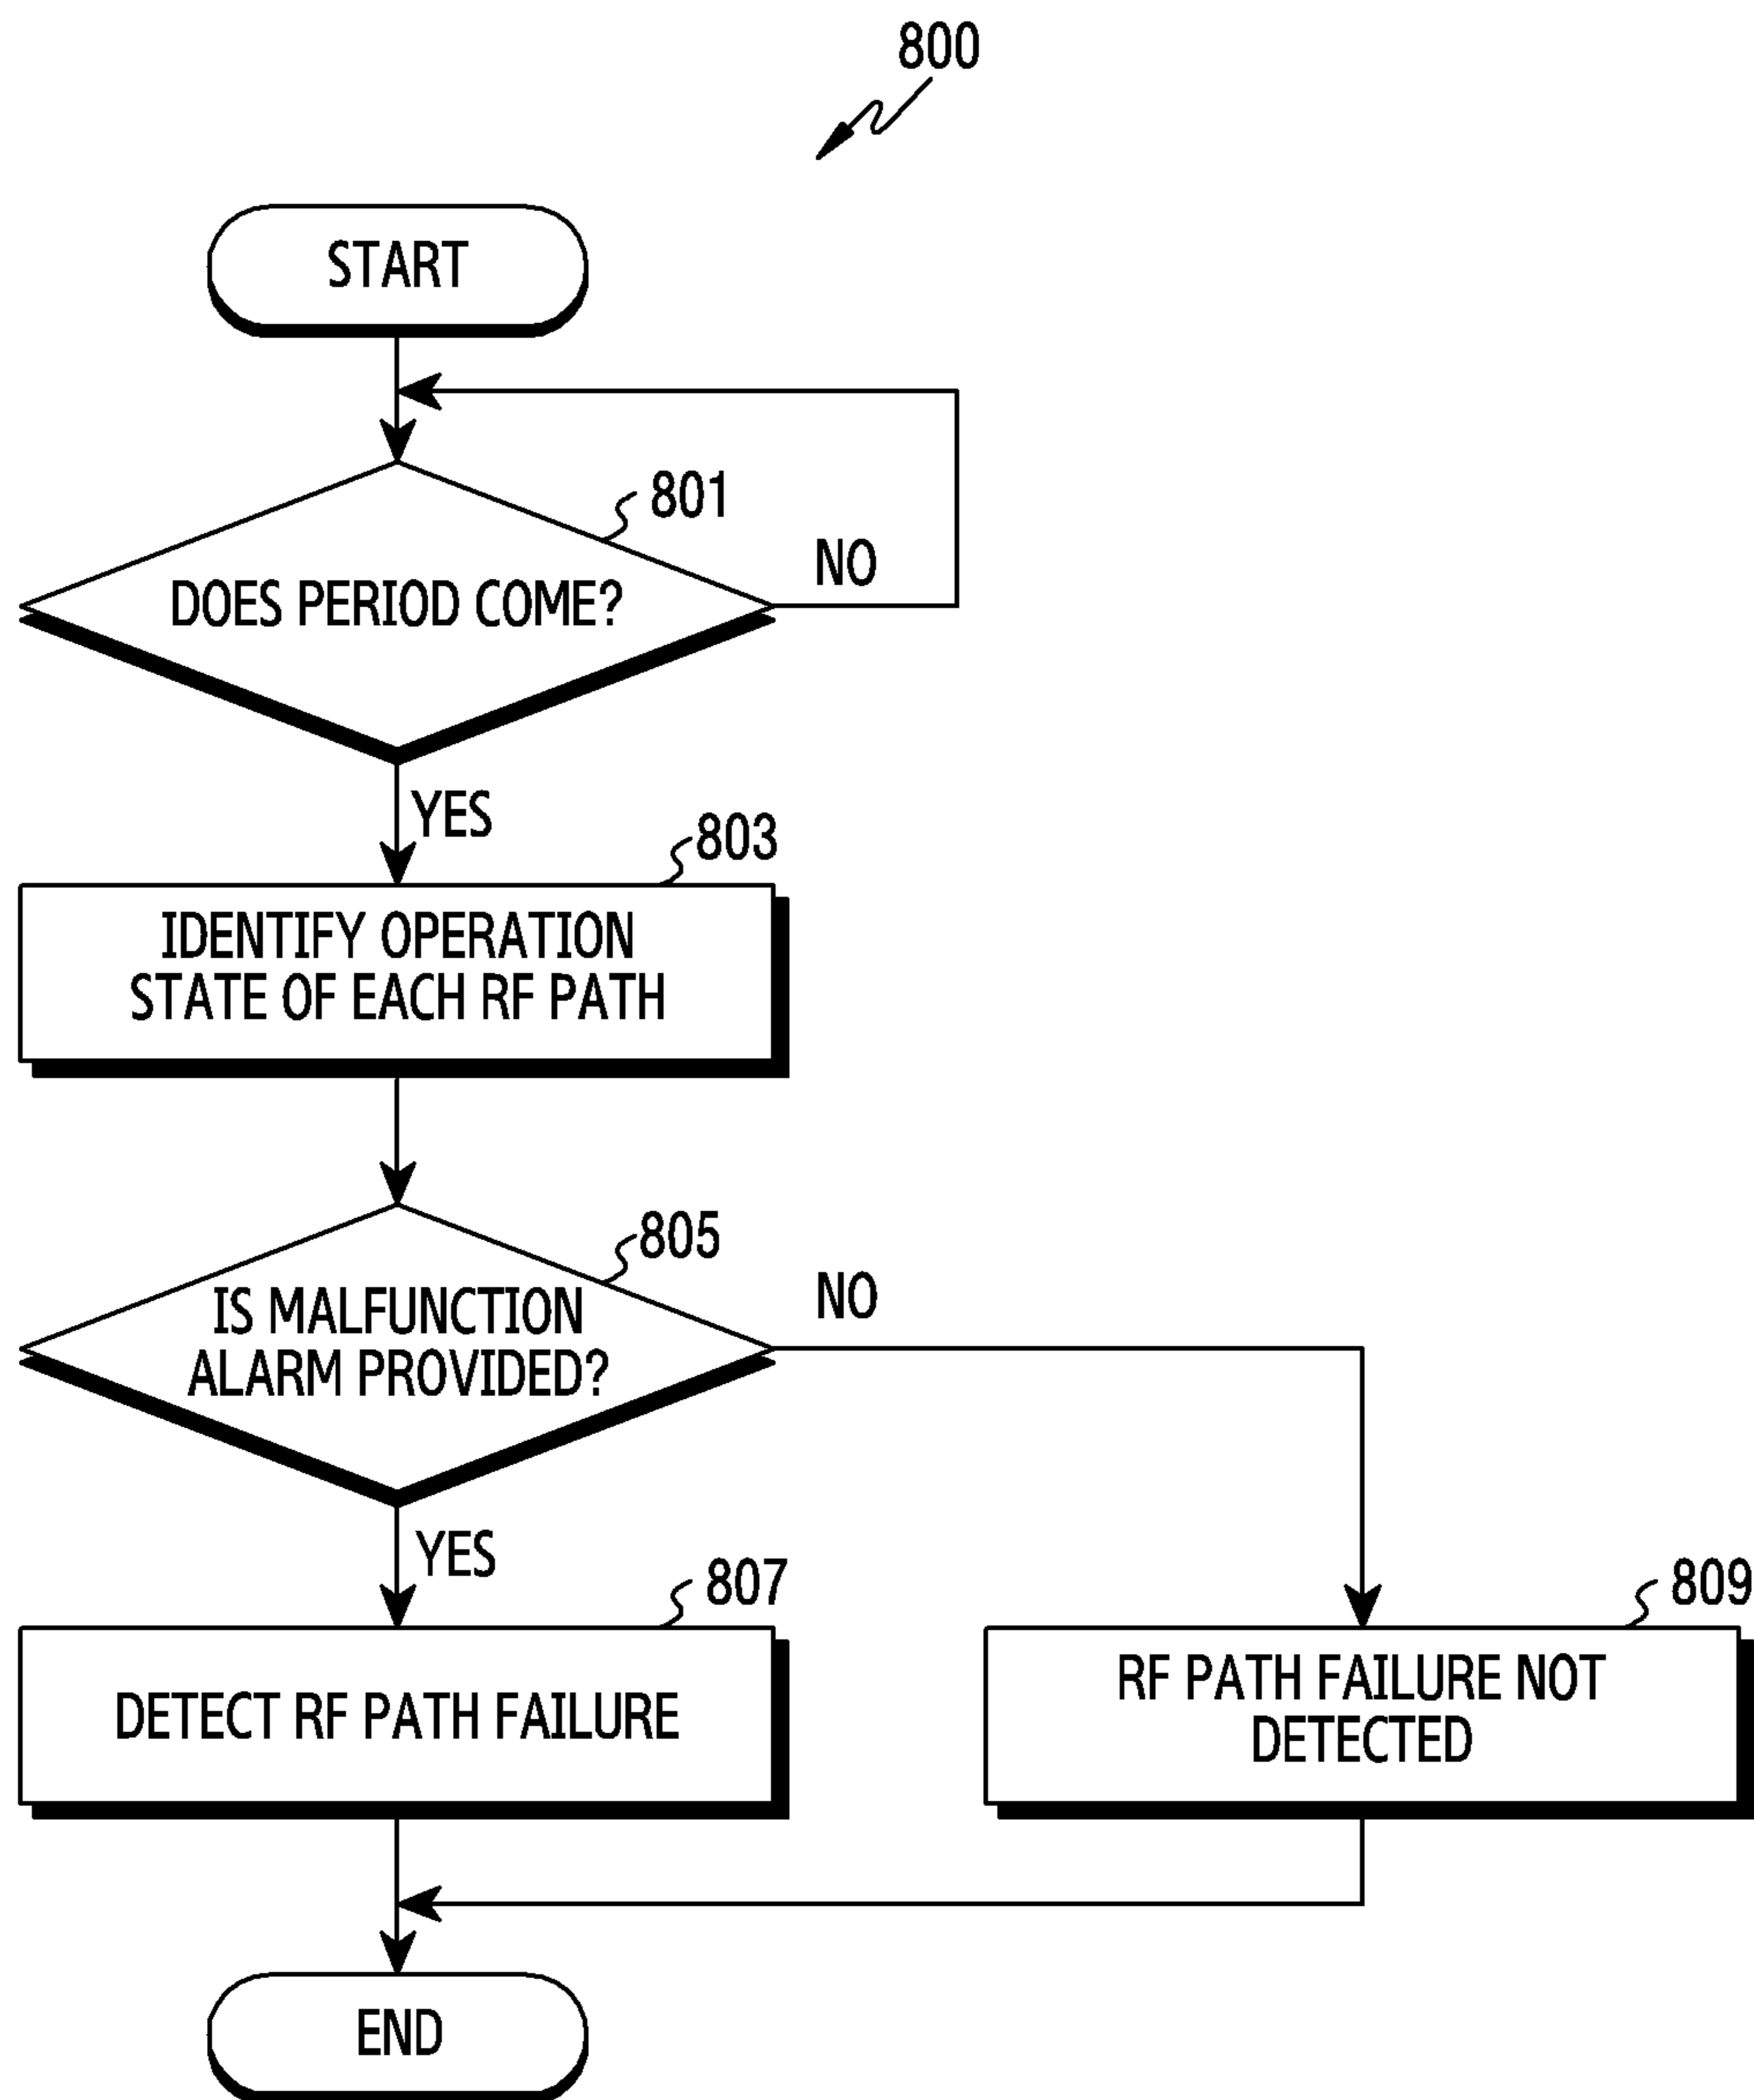 800
START
801
DOES PERIOD COME?
NO
YES
803
IDENTIFY OPERATION
STATE OF EACH RF PATH
805
IS MALFUNCTION
ALARM PROVIDED?
NO
YES
807
DETECT RF PATH FAILURE
809
RF PATH FAILURE NOT
DETECTED
END